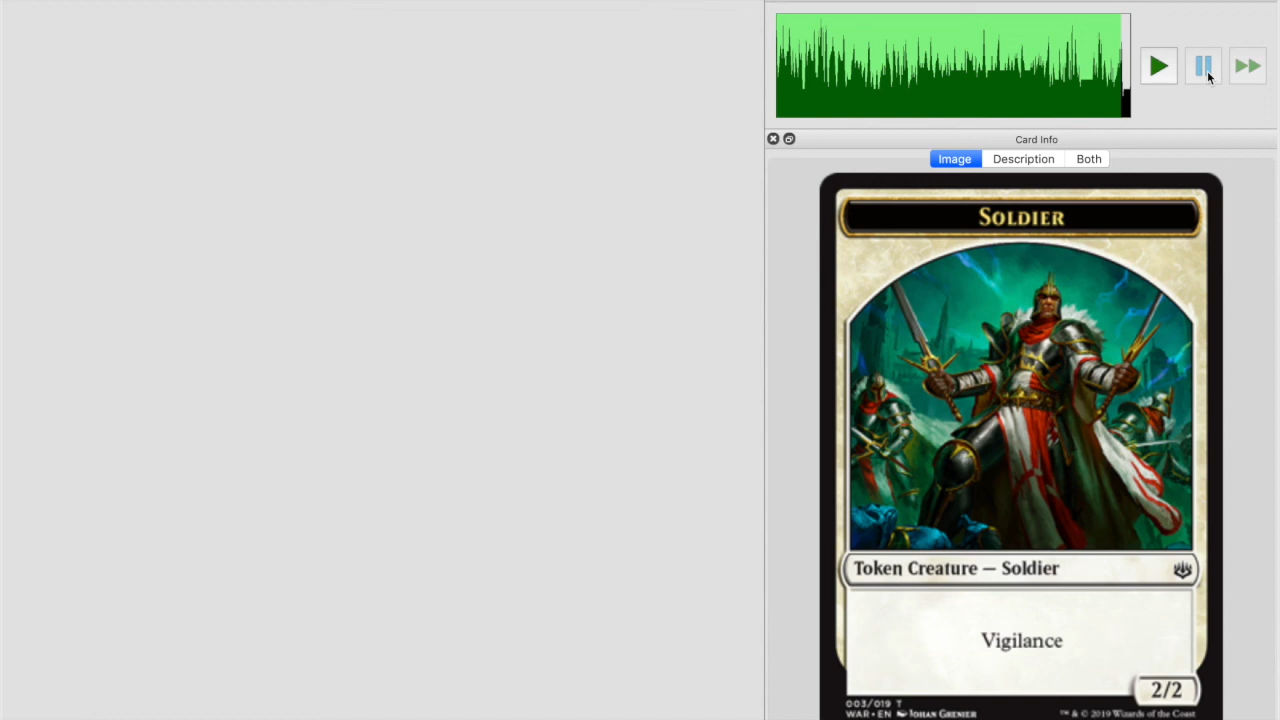 Card Info
Image Description Both
SOLDIER
Token Creature — Soldier
Vigilance
2/2
003/019 T
WAR • EN JOHAN GRENIER
™ & © 2019 Wizards of the Coast